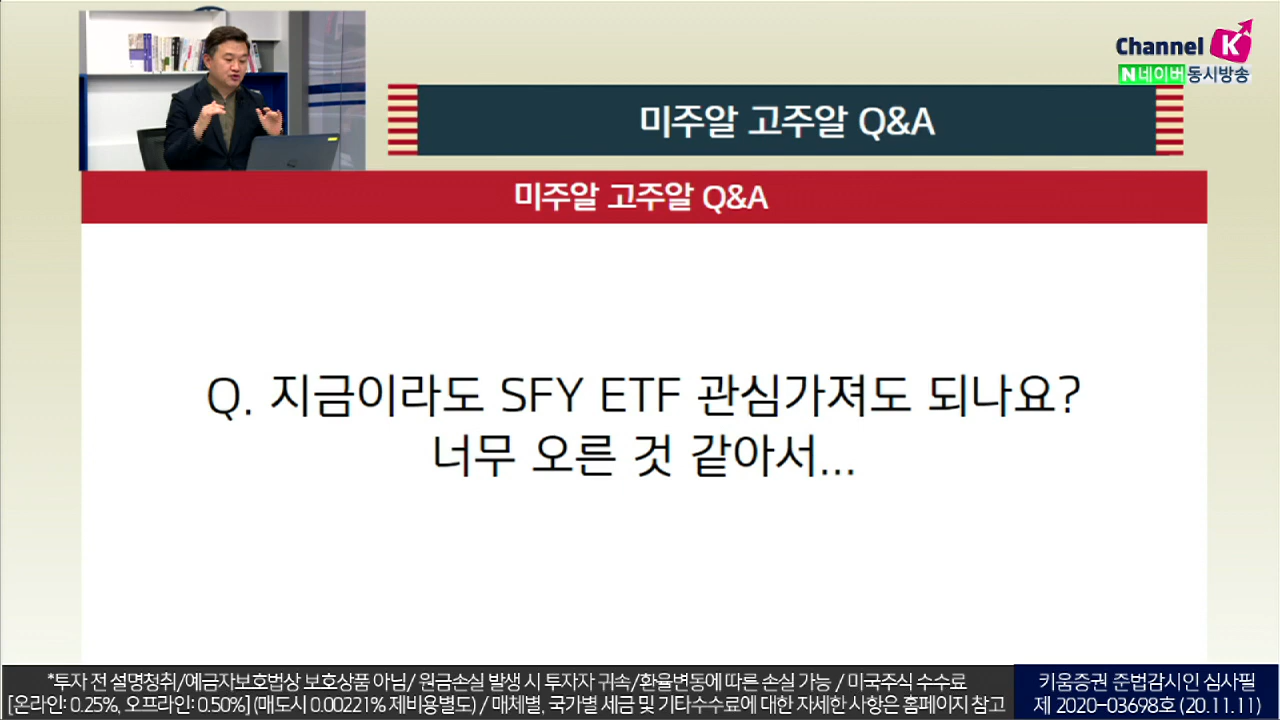 Channel K
N네이버 동시방송
미주알 고주알 Q&A
미주알 고주알 Q&A
Q. 지금이라도 SFY ETF 관심가져도 되나요?
너무 오른 것 같아서...
*투자 전 설명청취/예금자보호법상 보호상품 아님/ 원금손실 발생 시 투자자 귀속/환율변동에 따른 손실 가능 / 미국주식 수수료
[온라인: 0.25%, 오프라인: 0.50%] (매도시 0.00221% 제비용별도) / 매체별, 국가별 세금 및 기타수수료에 대한 자세한 사항은 홈페이지 참고
키움증권 준법감시인 심사필
제 2020-03698호 (20.11.11)